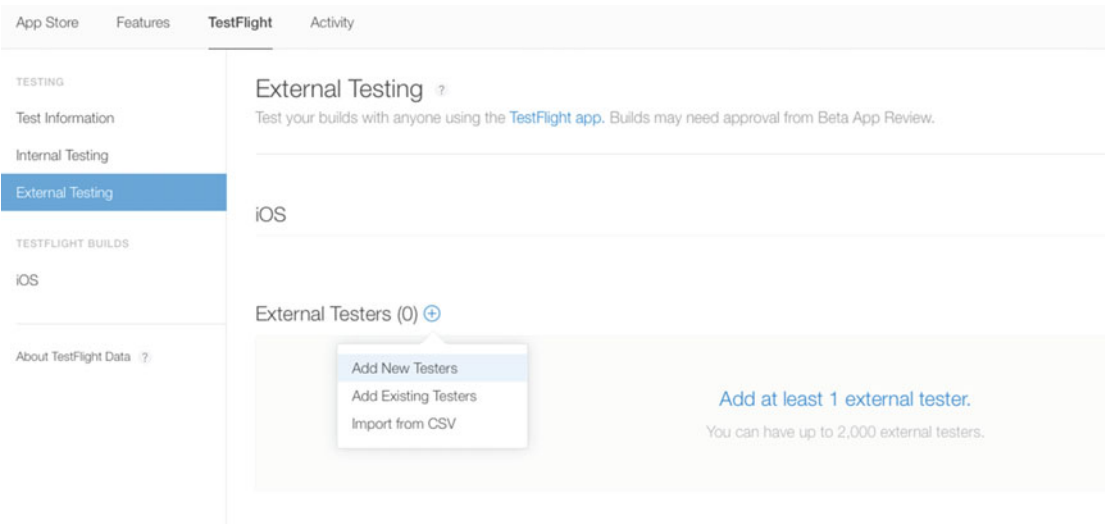 App Store Features TestFlight Activity
TESTING
Test Information
Internal Testing
External Testing
TESTFLIGHT BUILDS
iOS
About TestFlight Data ?
External Testing ?
Test your builds with anyone using the TestFlight app. Builds may need approval from Beta App Review.
iOS
External Testers (0)
Add New Testers
Add Existing Testers
Import from CSV
Add at least 1 external tester.
You can have up to 2,000 external testers.